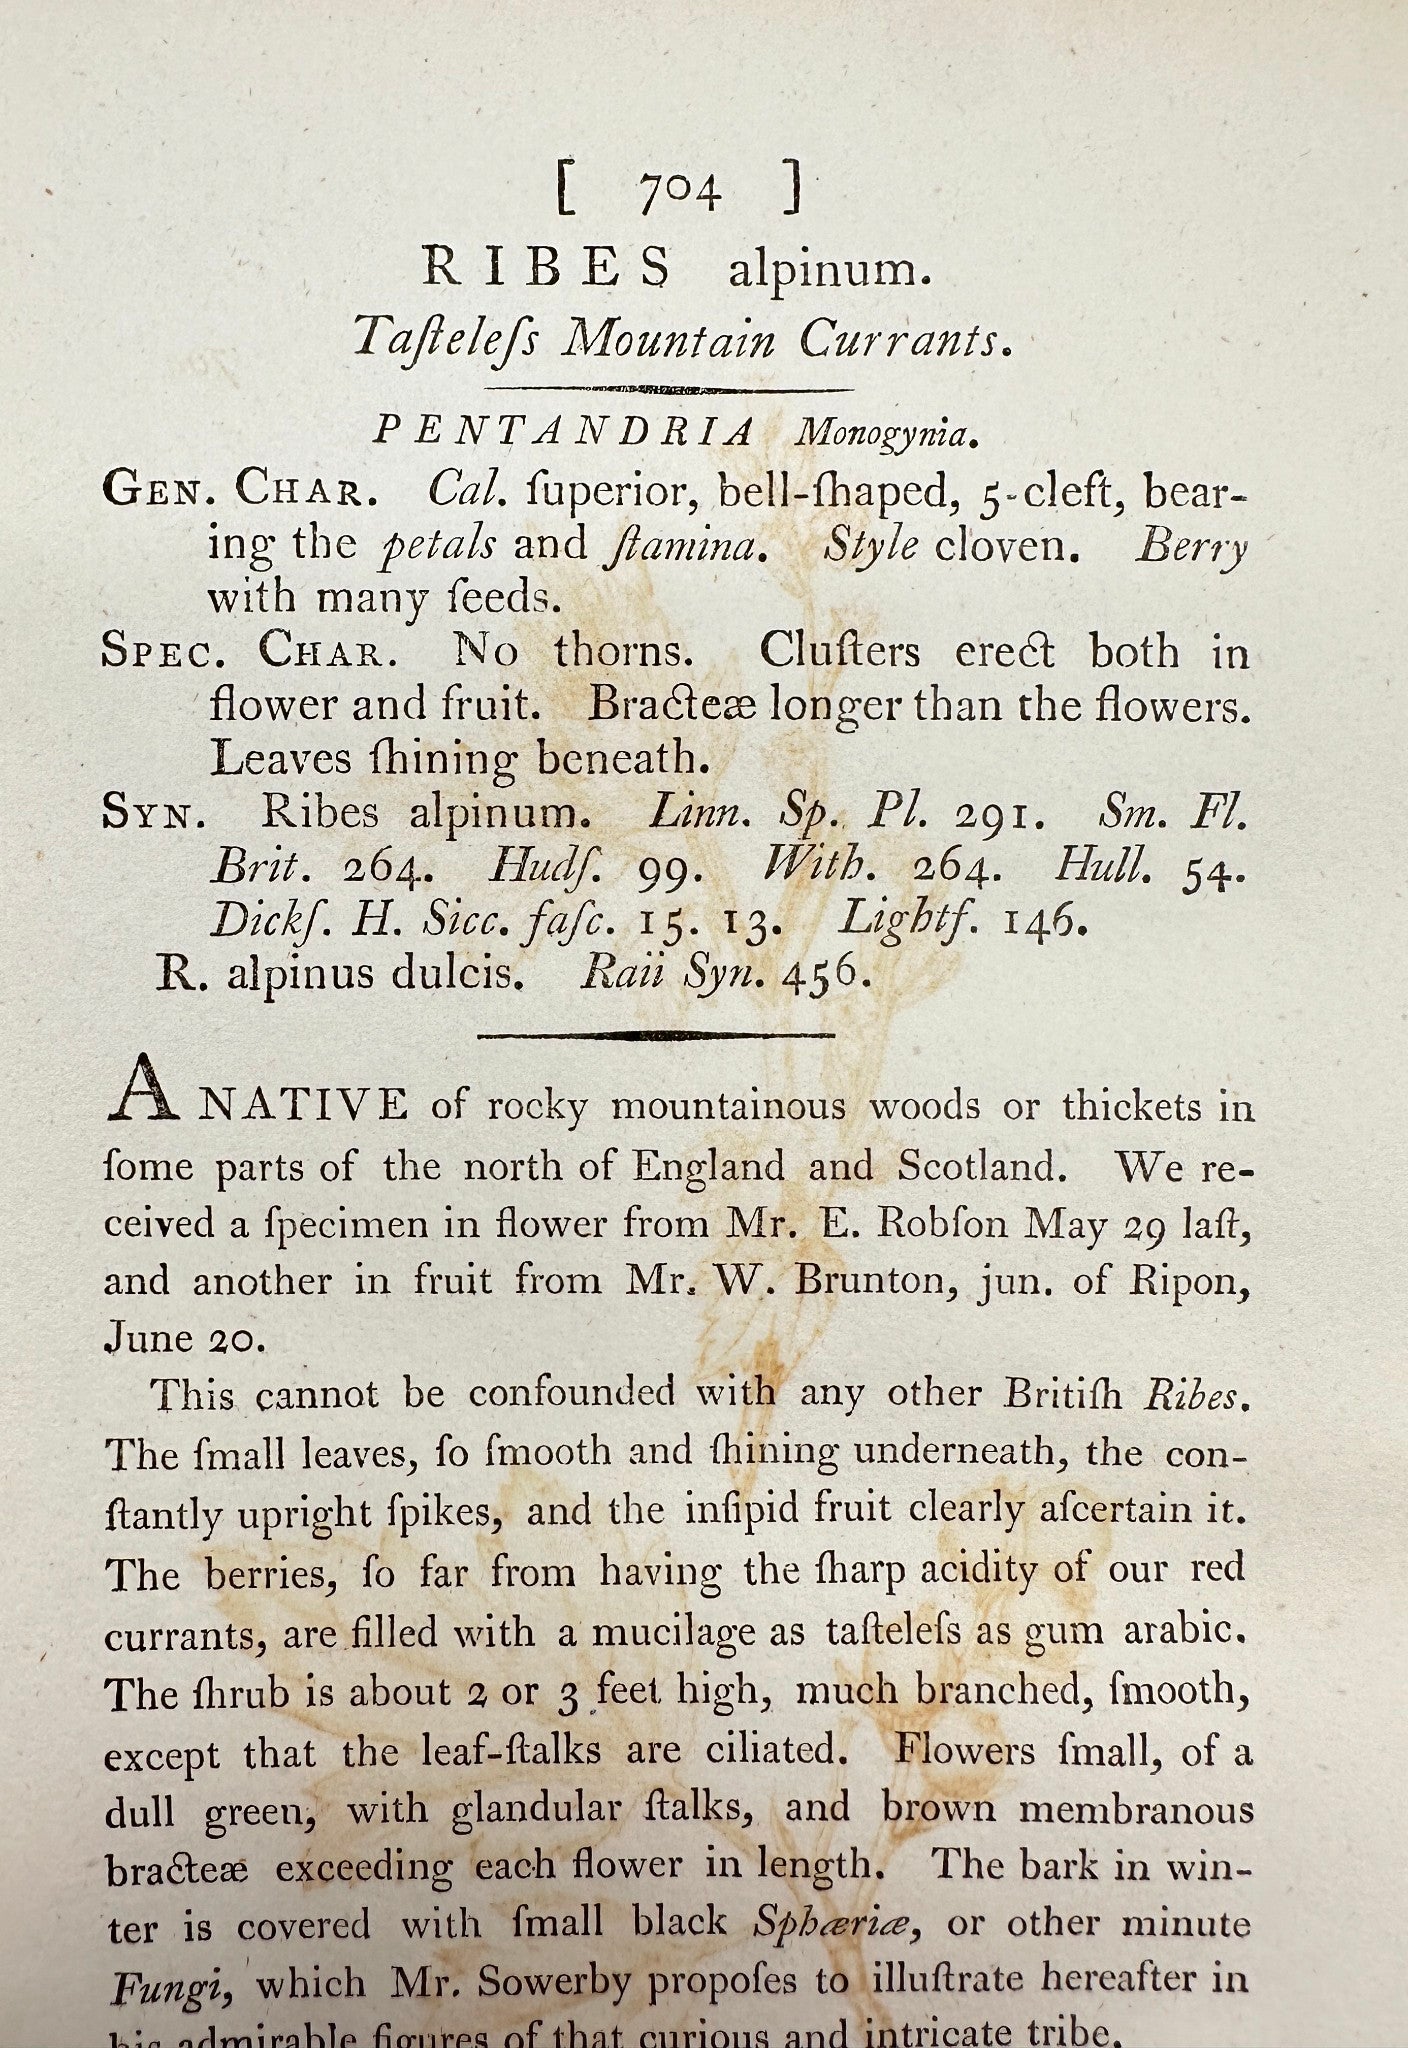 [ 704 ]
RIBES alpinum.
Taſteleſs Mountain Currants.
PENTANDRIA Monogynia.
GEN. CHAR. Cal. ſuperior, bell-ſhaped, 5-cleft, bear-
ing the petals and ſtamina. Style cloven. Berry
with many ſeeds.
SPEC. CHAR. No thorns. Cluſters erect both in
flower and fruit. Bracteæ longer than the flowers.
Leaves ſhining beneath.
SYN. Ribes alpinum. Linn. Sp. Pl. 291. Sm. Fl.
Brit. 264. Hudſ. 99. With. 264. Hull. 54.
Dickſ. H. Sicc. faſc. 15. 13. Lightf. 146.
R. alpinus dulcis. Raii Syn. 456.
A NATIVE of rocky mountainous woods or thickets in
ſome parts of the north of England and Scotland. We re-
ceived a ſpecimen in flower from Mr. E. Robſon May 29 laſt,
and another in fruit from Mr. W. Brunton, jun. of Ripon,
June 20.
This cannot be confounded with any other Britiſh Ribes.
The ſmall leaves, ſo ſmooth and ſhining underneath, the con-
ſtantly upright ſpikes, and the inſipid fruit clearly aſcertain it.
The berries, ſo far from having the ſharp acidity of our red
currants, are filled with a mucilage as taſteleſs as gum arabic.
The ſhrub is about 2 or 3 feet high, much branched, ſmooth,
except that the leaf-ſtalks are ciliated. Flowers ſmall, of a
dull green, with glandular ſtalks, and brown membranous
bracteæ exceeding each flower in length. The bark in win-
ter is covered with ſmall black Sphæriæ, or other minute
Fungi, which Mr. Sowerby propoſes to illuſtrate hereafter in
his admirable figures of that curious and intricate tribe.